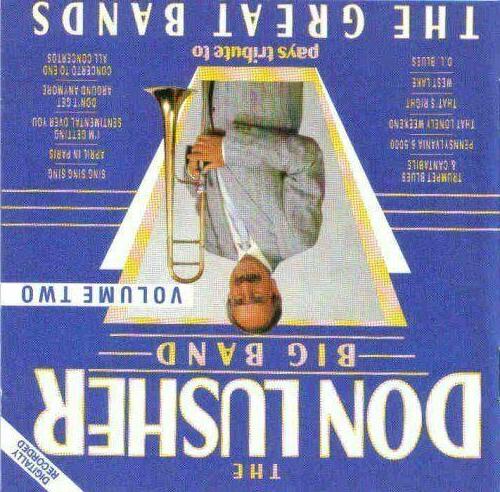 THE
DON LUSHER
BIG BAND
VOLUME TWO
DIGITALLY
RECORDED
TRUMPET BLUES
& CANTABILE
PENNSYLVANIA 6 5000
THAT LONELY WEEKEND
THAT'S RIGHT
WEST LAKE
O.L. BLUES
SING SING SING
APRIL IN PARIS
I'M GETTING
SENTIMENTAL OVER YOU
DON'T GET
AROUND ANYMORE
CONCERTO TO END
ALL CONCERTOS
pays tribute to
THE GREAT BANDS